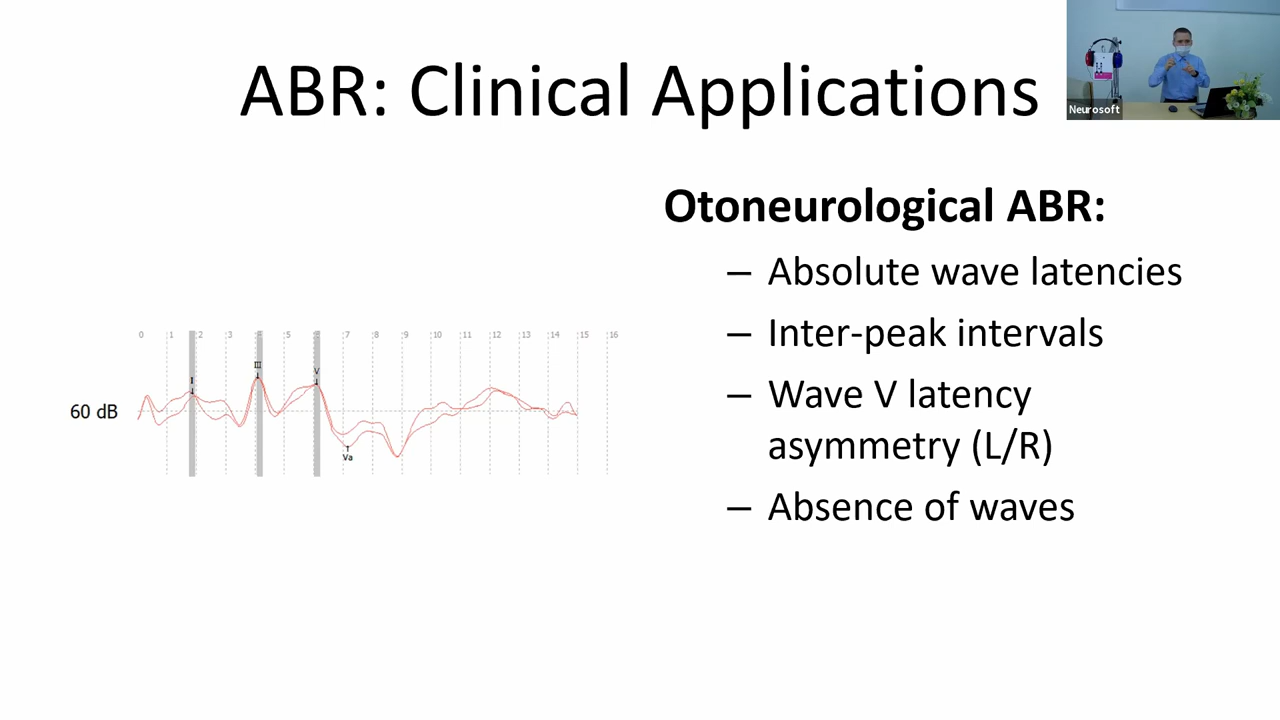 ABR: Clinical Applications
Neurosoft
Otoneurological ABR:
– Absolute wave latencies
– Inter-peak intervals
– Wave V latency
asymmetry (L/R)
– Absence of waves
0 1 2 3 4 5 6 7 8 9 10 11 12 13 14 15 16
I III V
60 dB
Va